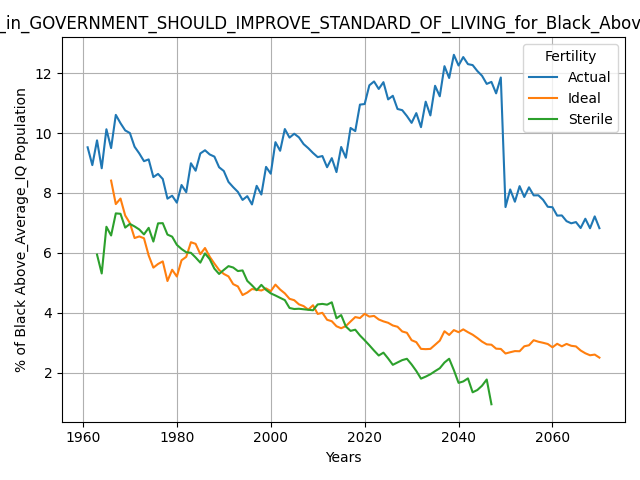 _in_GOVERNMENT_SHOULD_IMPROVE_STANDARD_OF_LIVING_for_Black_Abov
Fertility
Actual
Ideal
Sterile
% of Black Above_Average_IQ Population
12
10
8
6
4
2
1960 1980 2000 2020 2040 2060
Years